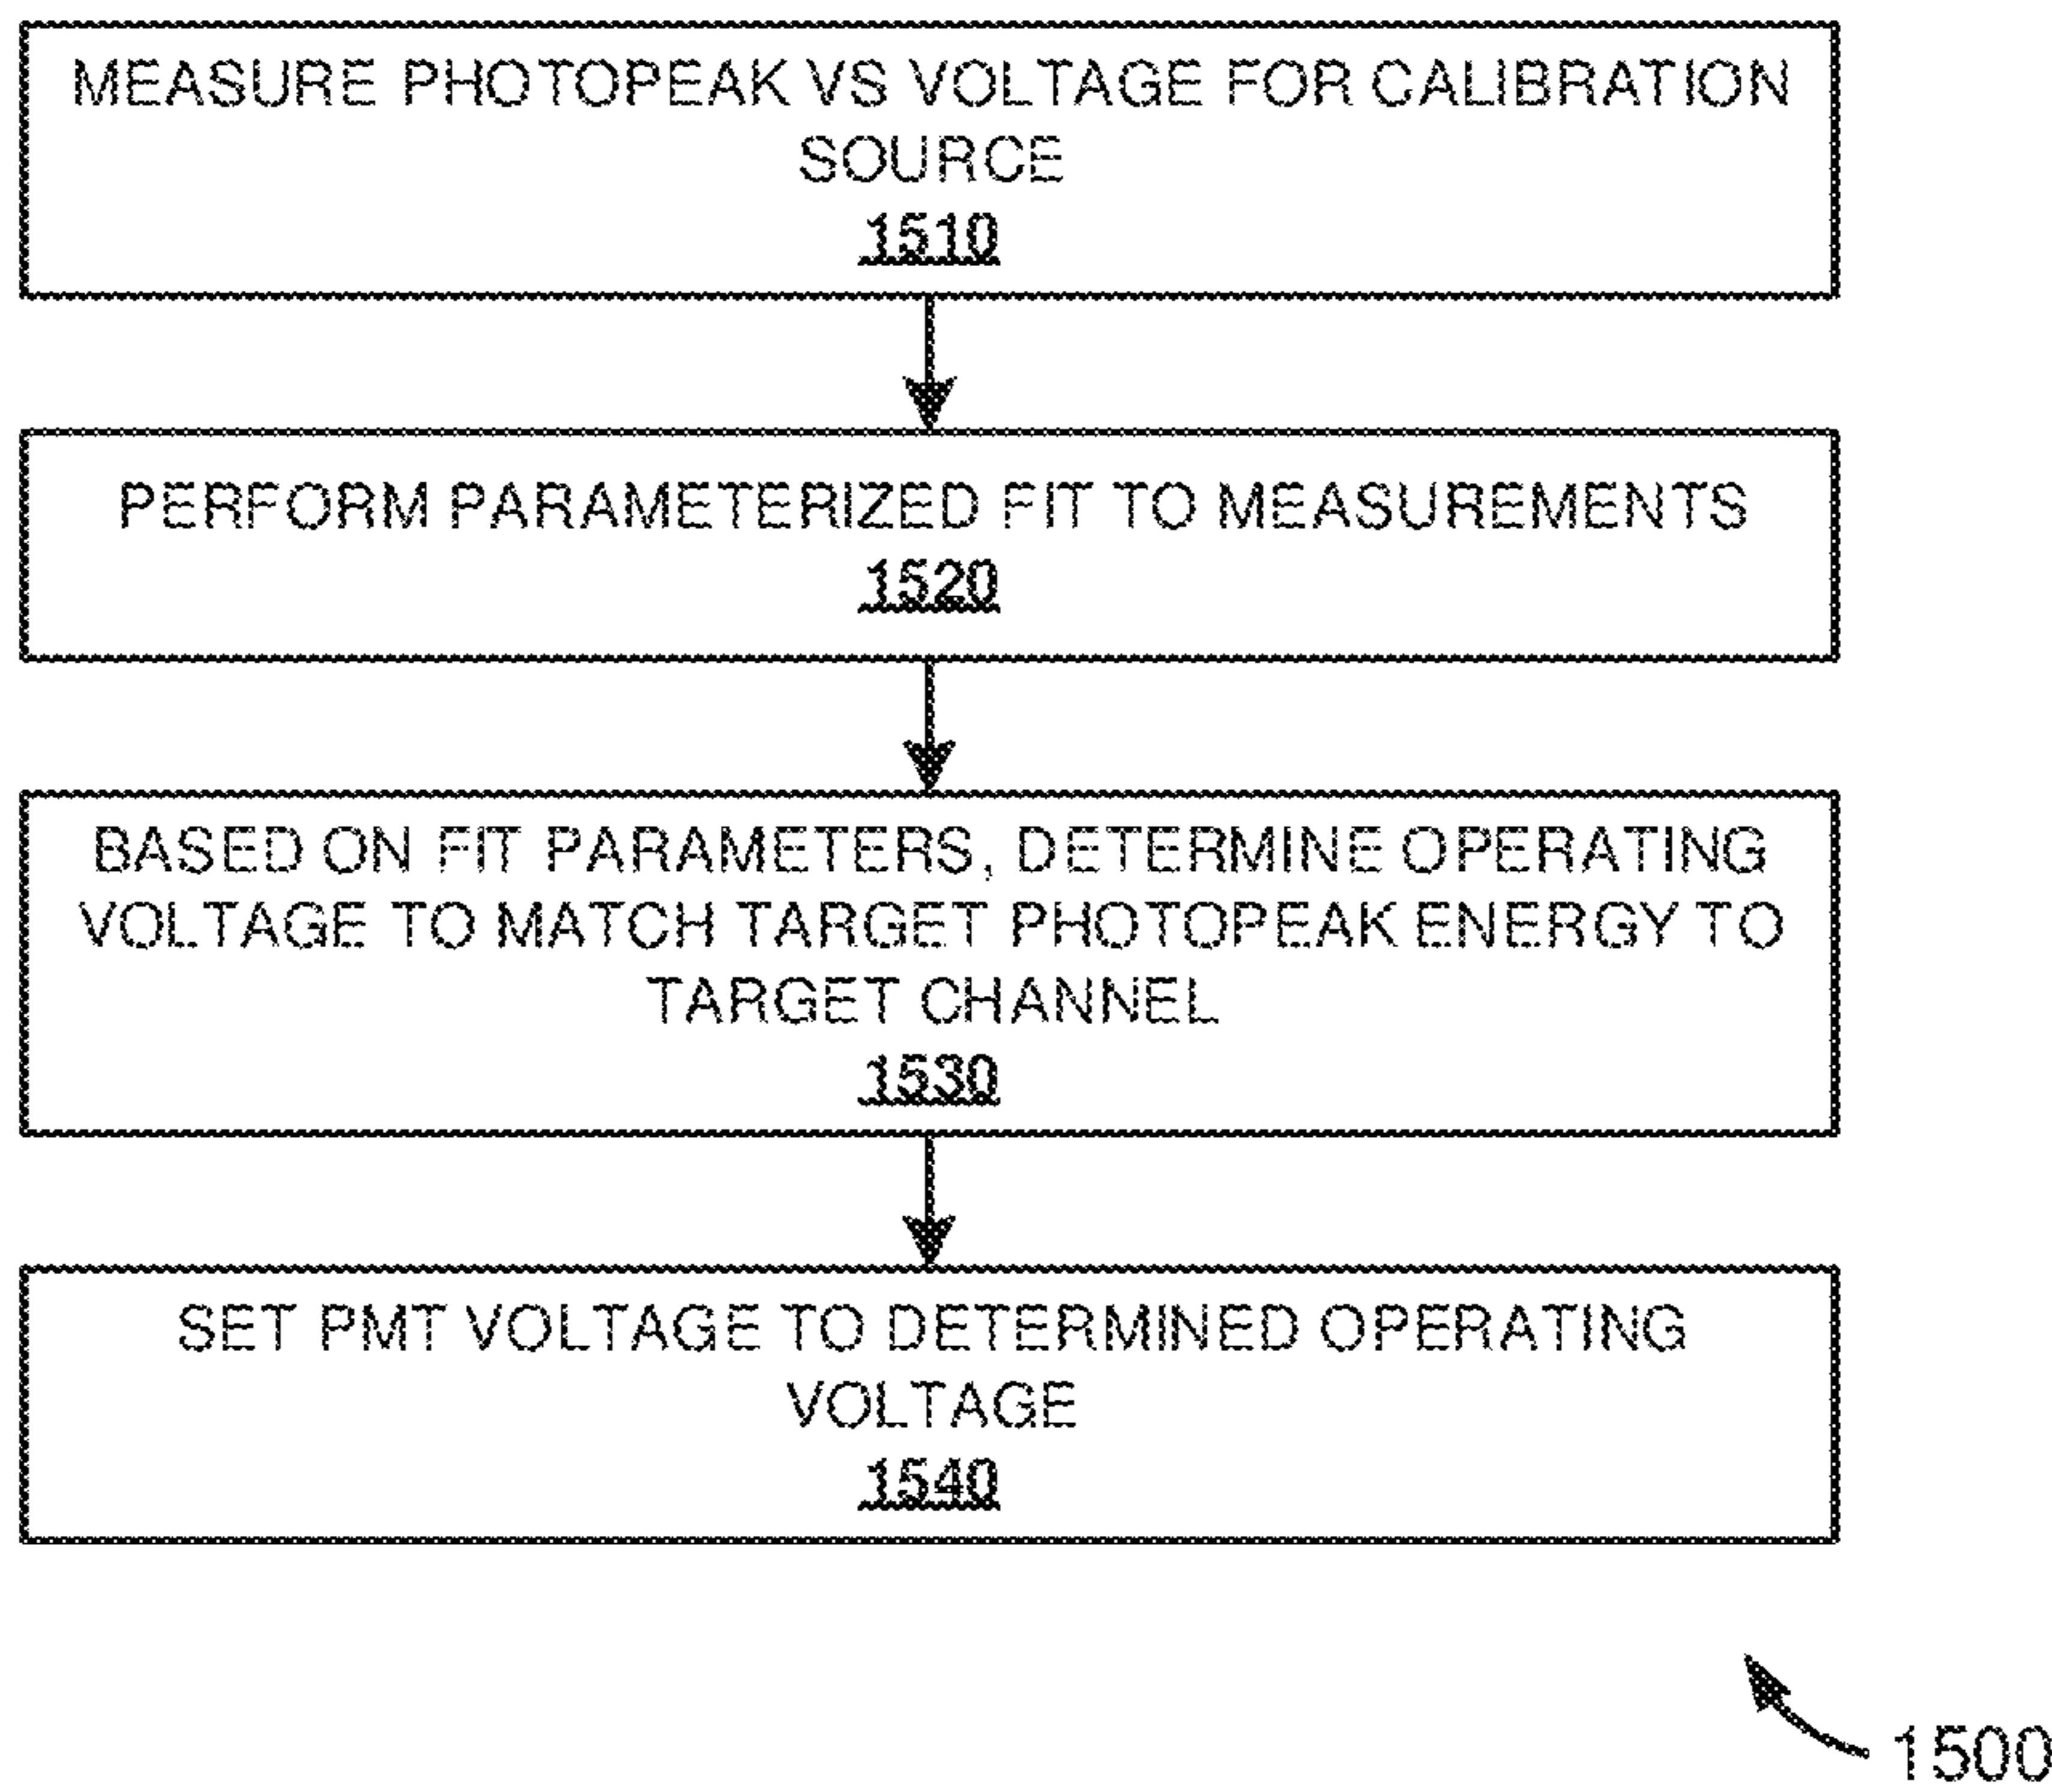 MEASURE PHOTOPEAK VS VOLTAGE FOR CALIBRATION
SOURCE
1510
PERFORM PARAMETERIZED FIT TO MEASUREMENTS
1520
BASED ON FIT PARAMETERS, DETERMINE OPERATING
VOLTAGE TO MATCH TARGET PHOTOPEAK ENERGY TO
TARGET CHANNEL
1530
SET PMT VOLTAGE TO DETERMINED OPERATING
VOLTAGE
1540
1500